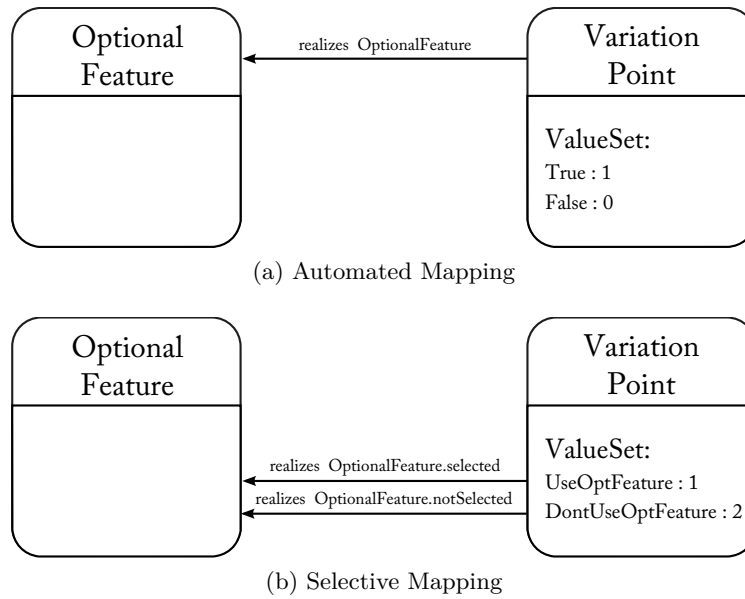 Optional
Feature
realizes OptionalFeature
Variation
Point
ValueSet:
True : 1
False : 0
(a) Automated Mapping
Optional
Feature
realizes OptionalFeature.selected
realizes OptionalFeature.notSelected
Variation
Point
ValueSet:
UseOptFeature : 1
DontUseOptFeature : 2
(b) Selective Mapping